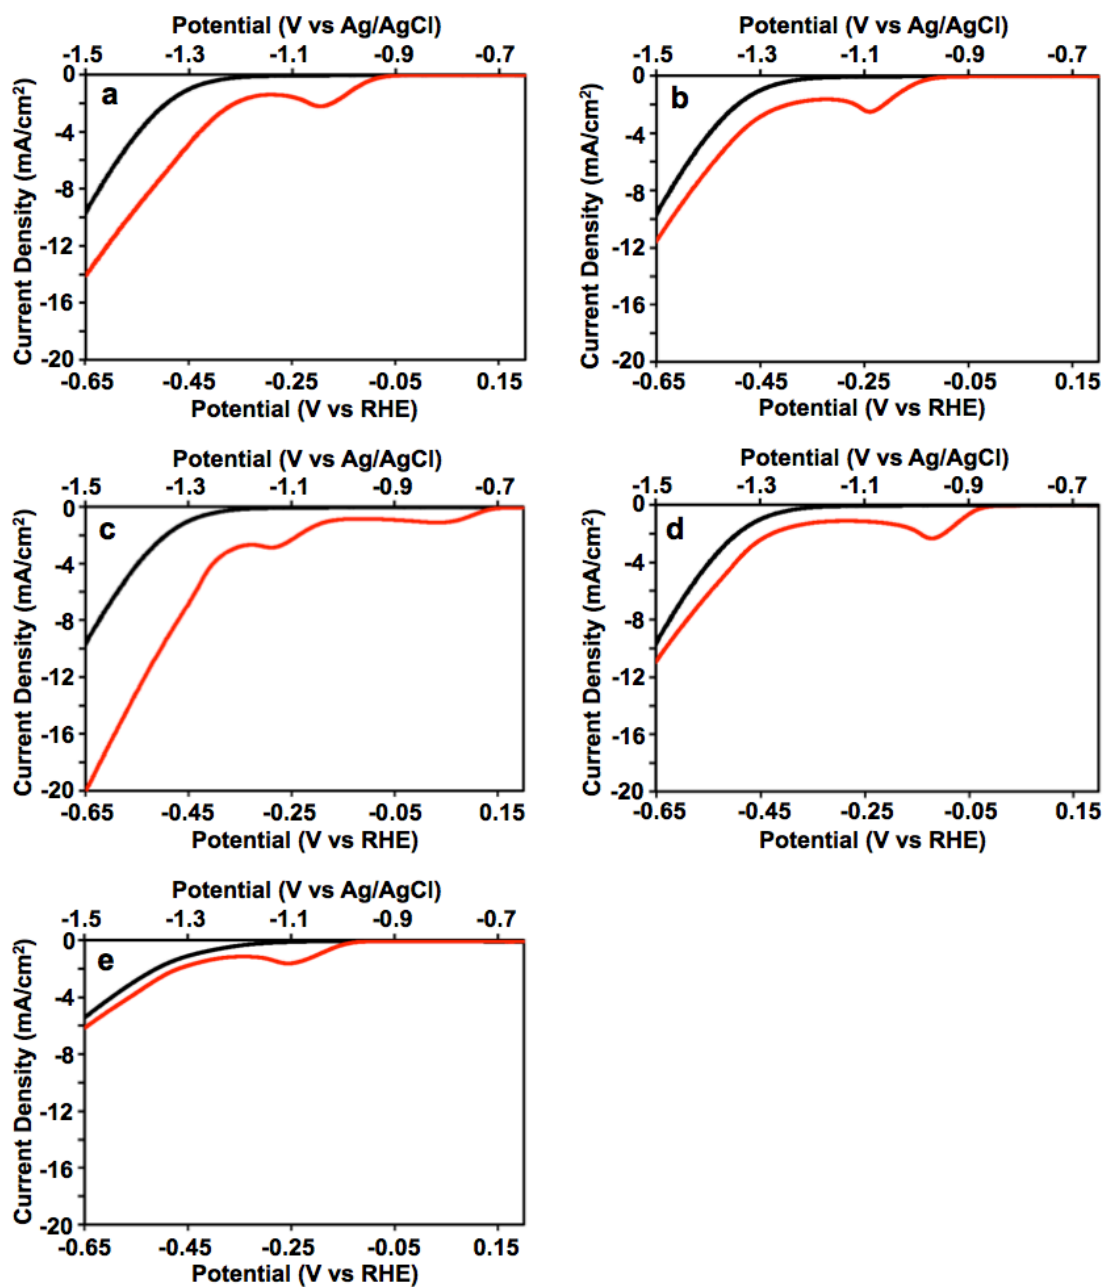 Potential (V vs Ag/AgCl)
-1.5 -1.3 -1.1 -0.9 -0.7
a
Current Density (mA/cm²)
0
-4
-8
-12
-16
-20
-0.65 -0.45 -0.25 -0.05 0.15
Potential (V vs RHE)
Potential (V vs Ag/AgCl)
-1.5 -1.3 -1.1 -0.9 -0.7
b
Current Density (mA/cm²)
0
-4
-8
-12
-16
-20
-0.65 -0.45 -0.25 -0.05 0.15
Potential (V vs RHE)
Potential (V vs Ag/AgCl)
-1.5 -1.3 -1.1 -0.9 -0.7
c
Current Density (mA/cm²)
0
-4
-8
-12
-16
-20
-0.65 -0.45 -0.25 -0.05 0.15
Potential (V vs RHE)
Potential (V vs Ag/AgCl)
-1.5 -1.3 -1.1 -0.9 -0.7
d
Current Density (mA/cm²)
0
-4
-8
-12
-16
-20
-0.65 -0.45 -0.25 -0.05 0.15
Potential (V vs RHE)
Potential (V vs Ag/AgCl)
-1.5 -1.3 -1.1 -0.9 -0.7
e
Current Density (mA/cm²)
0
-4
-8
-12
-16
-20
-0.65 -0.45 -0.25 -0.05 0.15
Potential (V vs RHE)